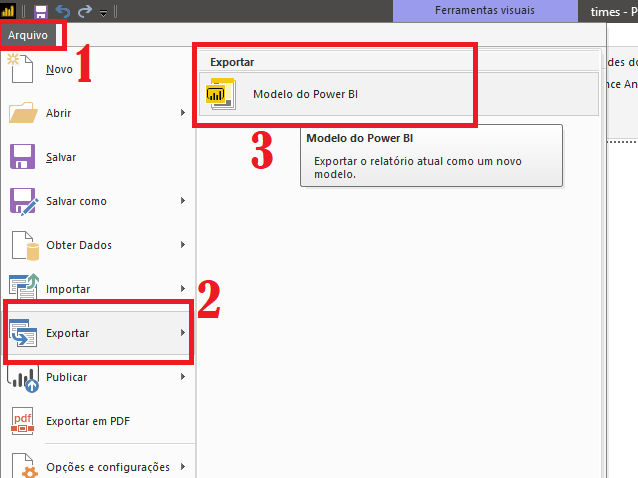 Ferramentas visuais
times - P
Arquivo
1
Exportar
Novo
Modelo do Power BI
des do
nce An
Abrir
3
Modelo do Power BI
Exportar o relatório atual como um novo
modelo.
Salvar
Salvar como
Obter Dados
Importar
2
Exportar
Publicar
pdf
Exportar em PDF
Opções e configurações